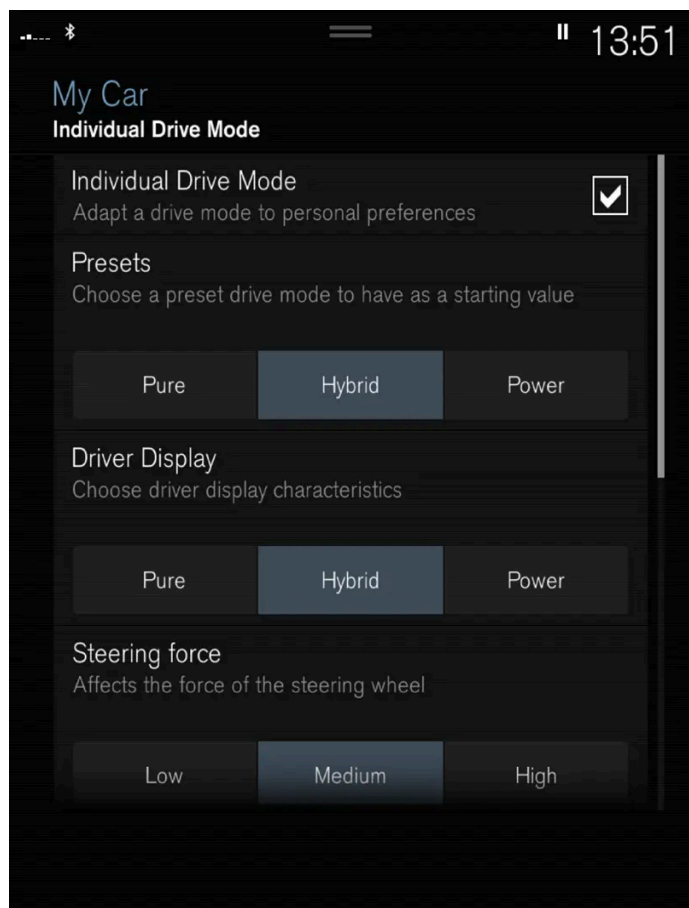 13:51
My Car
Individual Drive Mode
Individual Drive Mode
Adapt a drive mode to personal preferences
Presets
Choose a preset drive mode to have as a starting value
Pure Hybrid Power
Driver Display
Choose driver display characteristics
Pure Hybrid Power
Steering force
Affects the force of the steering wheel
Low Medium High